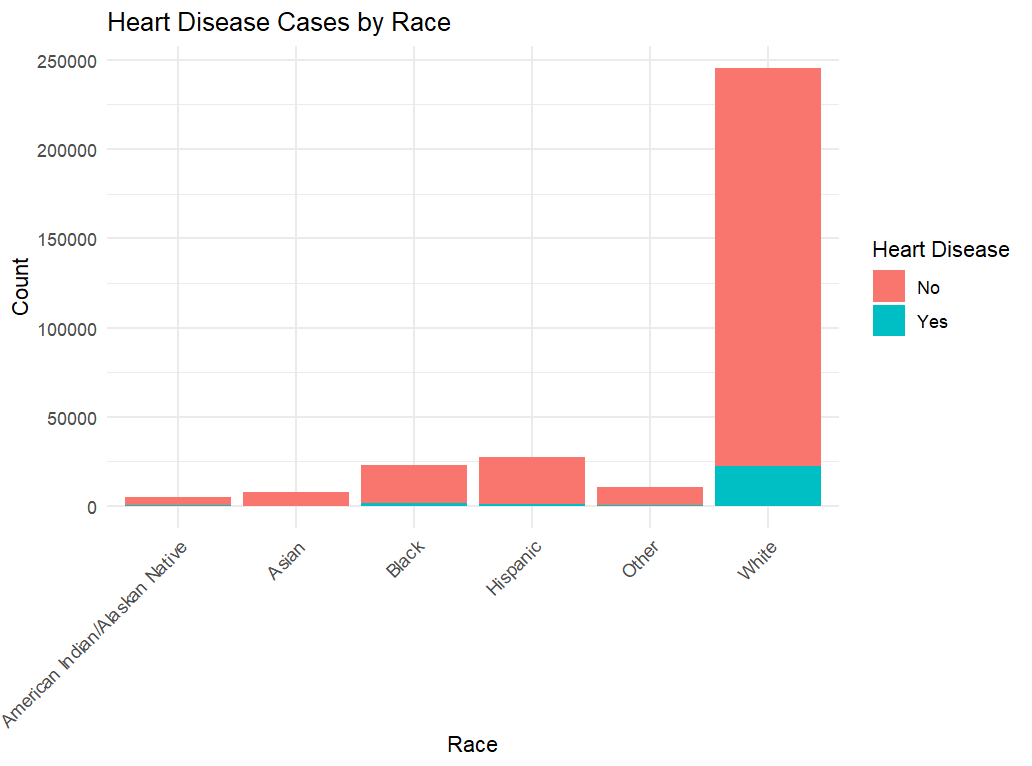 Heart Disease Cases by Race
250000
200000
150000
100000
50000
0
Count
American Indian/Alaskan Native
Asian
Black
Hispanic
Other
White
Race
Heart Disease
No
Yes